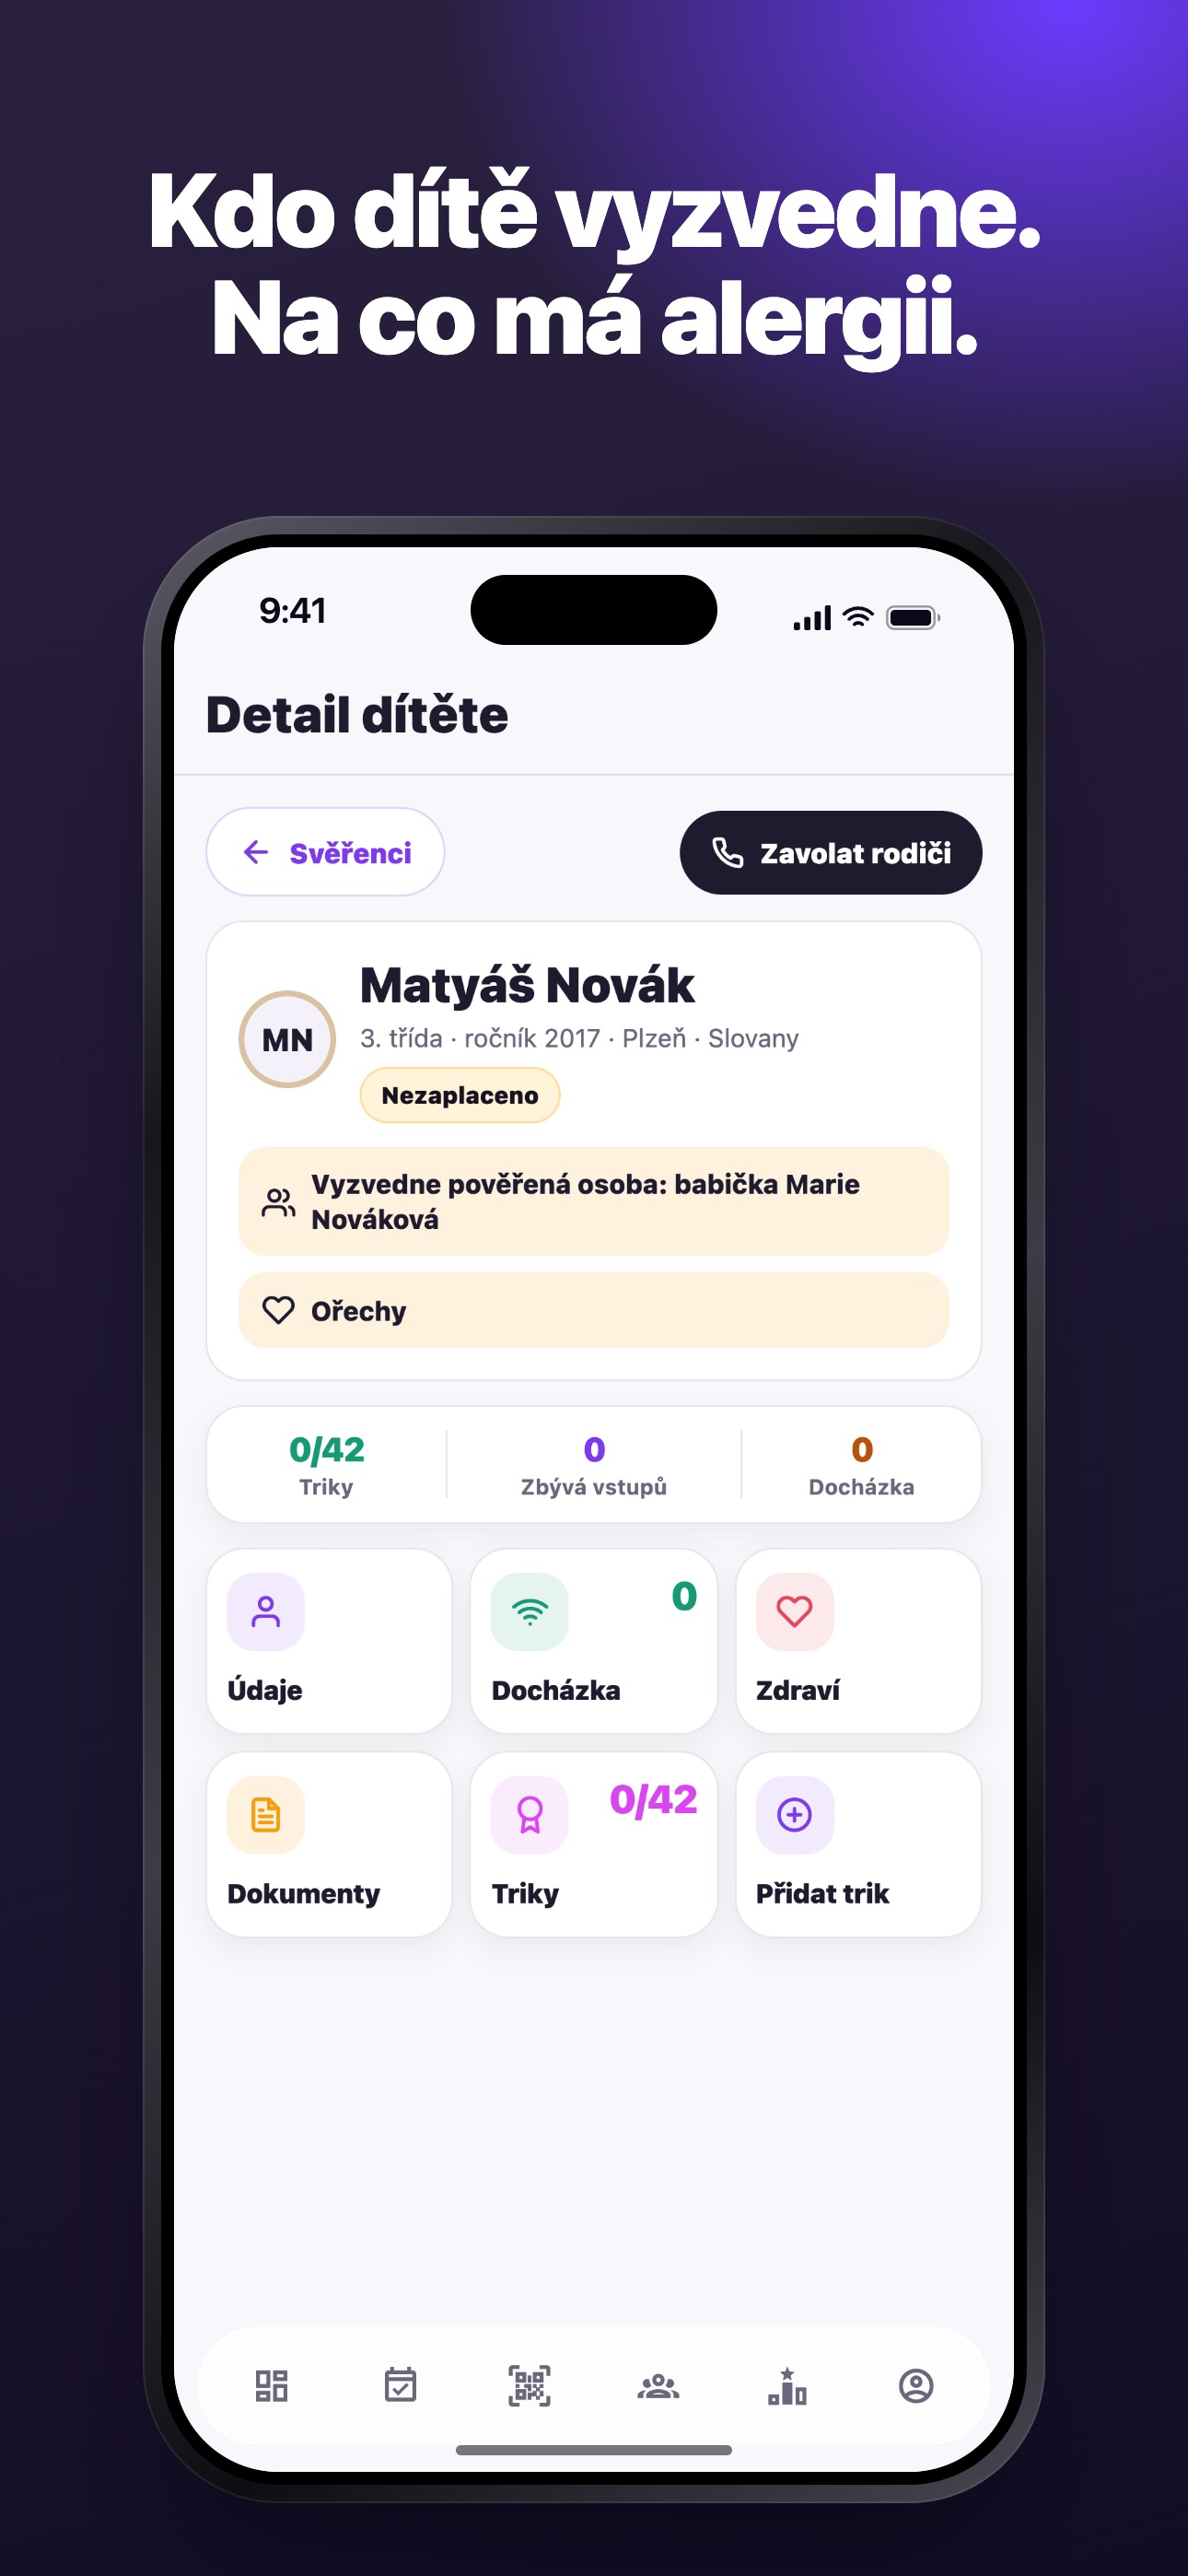 Kdo dítě vyzvedne.
Na co má alergii.
9:41
Detail dítěte
Svěřenci
Zavolat rodiči
MN
Matyáš Novák
3. třída · ročník 2017 · Plzeň · Slovany
Nezaplaceno
Vyzvedne pověřená osoba: babička Marie
Nováková
Ořechy
0/42
Triky
0
Zbývá vstupů
0
Docházka
Údaje
0
Docházka
Zdraví
Dokumenty
0/42
Triky
Přidat trik